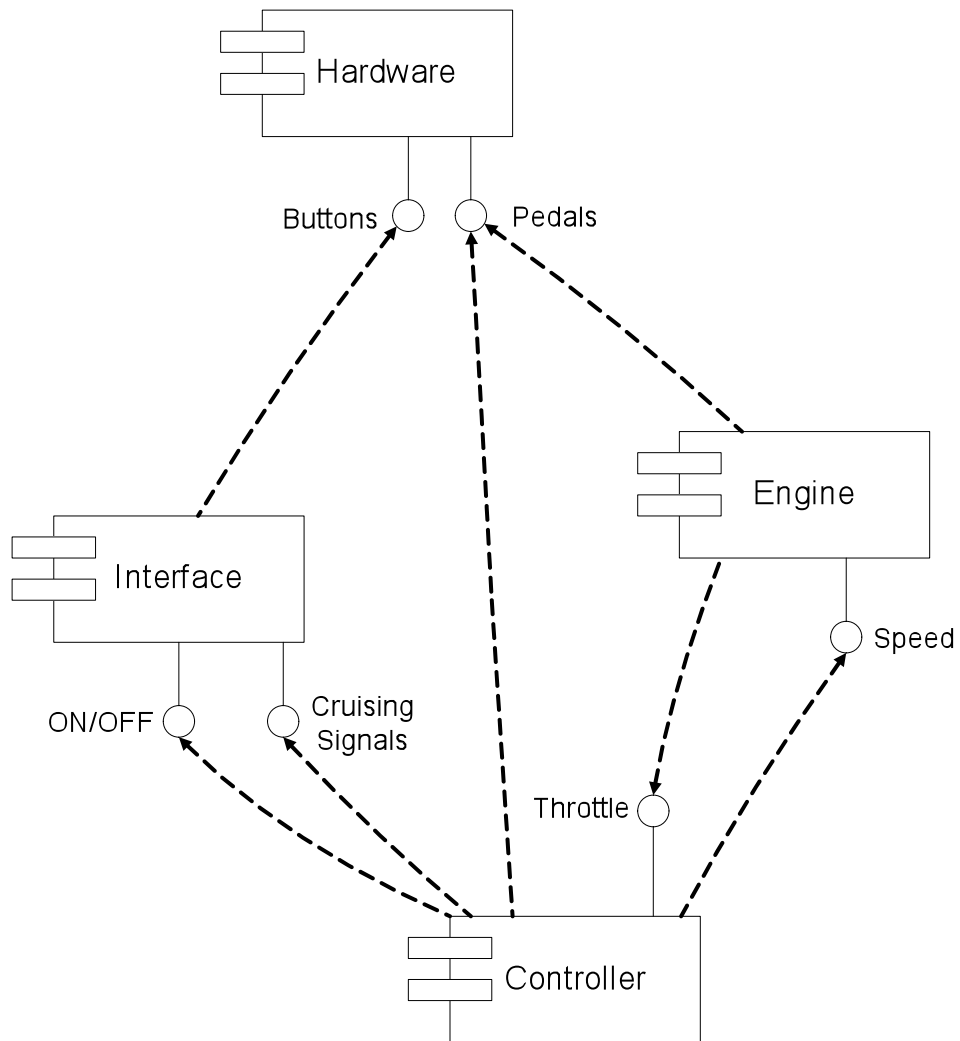 Hardware
Buttons
Pedals
Engine
Interface
Speed
ON/OFF
Cruising
Signals
Throttle
Controller